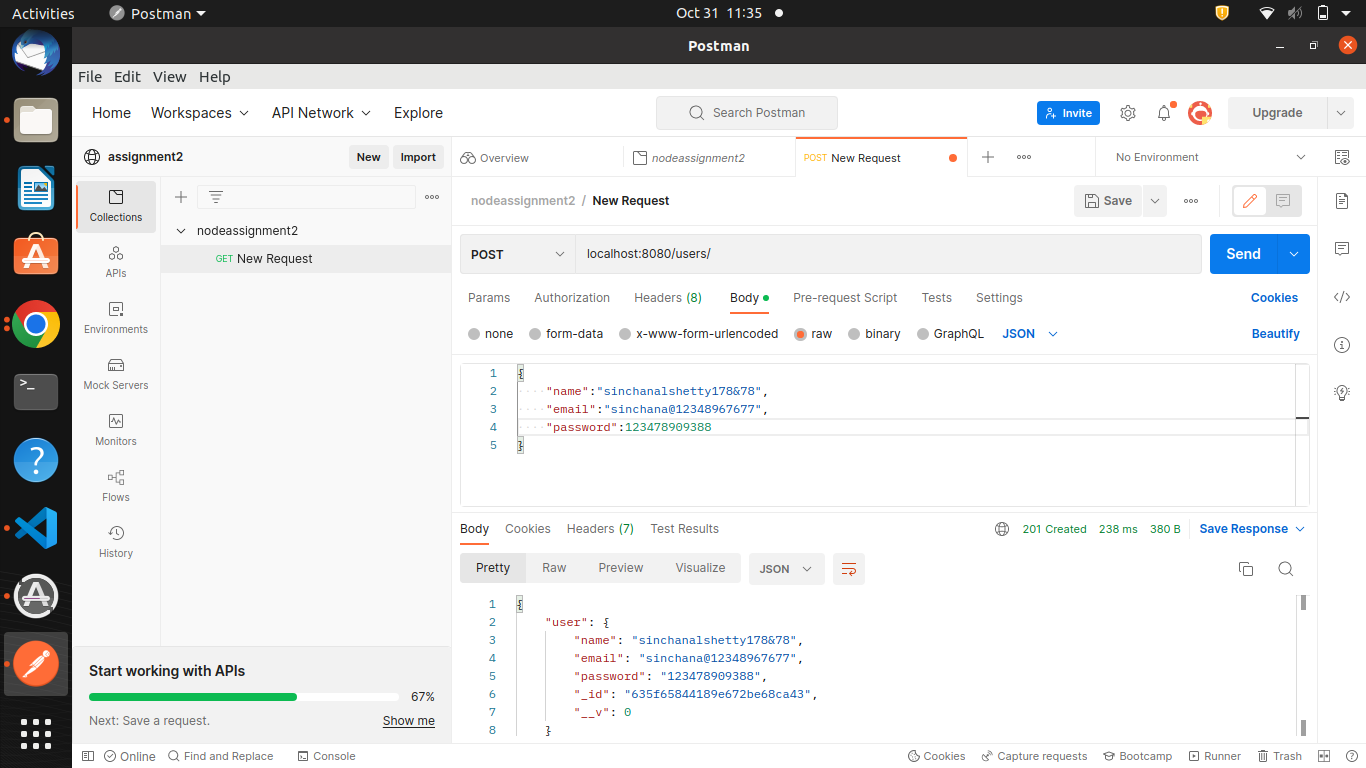 Activities Postman Oct 31 11:35
Postman
File Edit View Help
Home Workspaces API Network Explore Search Postman Invite Upgrade
assignment2 New Import Overview nodeassignment2 POST New Request No Environment
Collections
nodeassignment2 / New Request Save
nodeassignment2
GET New Request
POST localhost:8080/users/ Send
APIs
Params Authorization Headers (8) Body Pre-request Script Tests Settings Cookies
Environments
none form-data x-www-form-urlencoded raw binary GraphQL JSON Beautify
Mock Servers
1 {
2 "name":"sinchanalshetty178&78",
3 "email":"sinchana@12348967677",
4 "password":123478909388
5 }
Monitors
Flows
History
Body Cookies Headers (7) Test Results 201 Created 238 ms 380 B Save Response
Pretty Raw Preview Visualize JSON
1 {
2 "user": {
3 "name": "sinchanalshetty178&78",
4 "email": "sinchana@12348967677",
5 "password": "123478909388",
6 "_id": "635f65844189e672be68ca43",
7 "__v": 0
8 }
Start working with APIs
67%
Next: Save a request. Show me
Online Find and Replace Console Cookies Capture requests Bootcamp Runner Trash